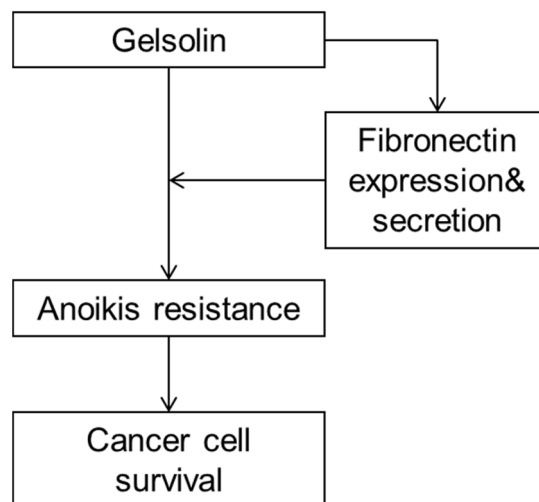 Gelsolin
Fibronectin
expression&
secretion
Anoikis resistance
Cancer cell
survival